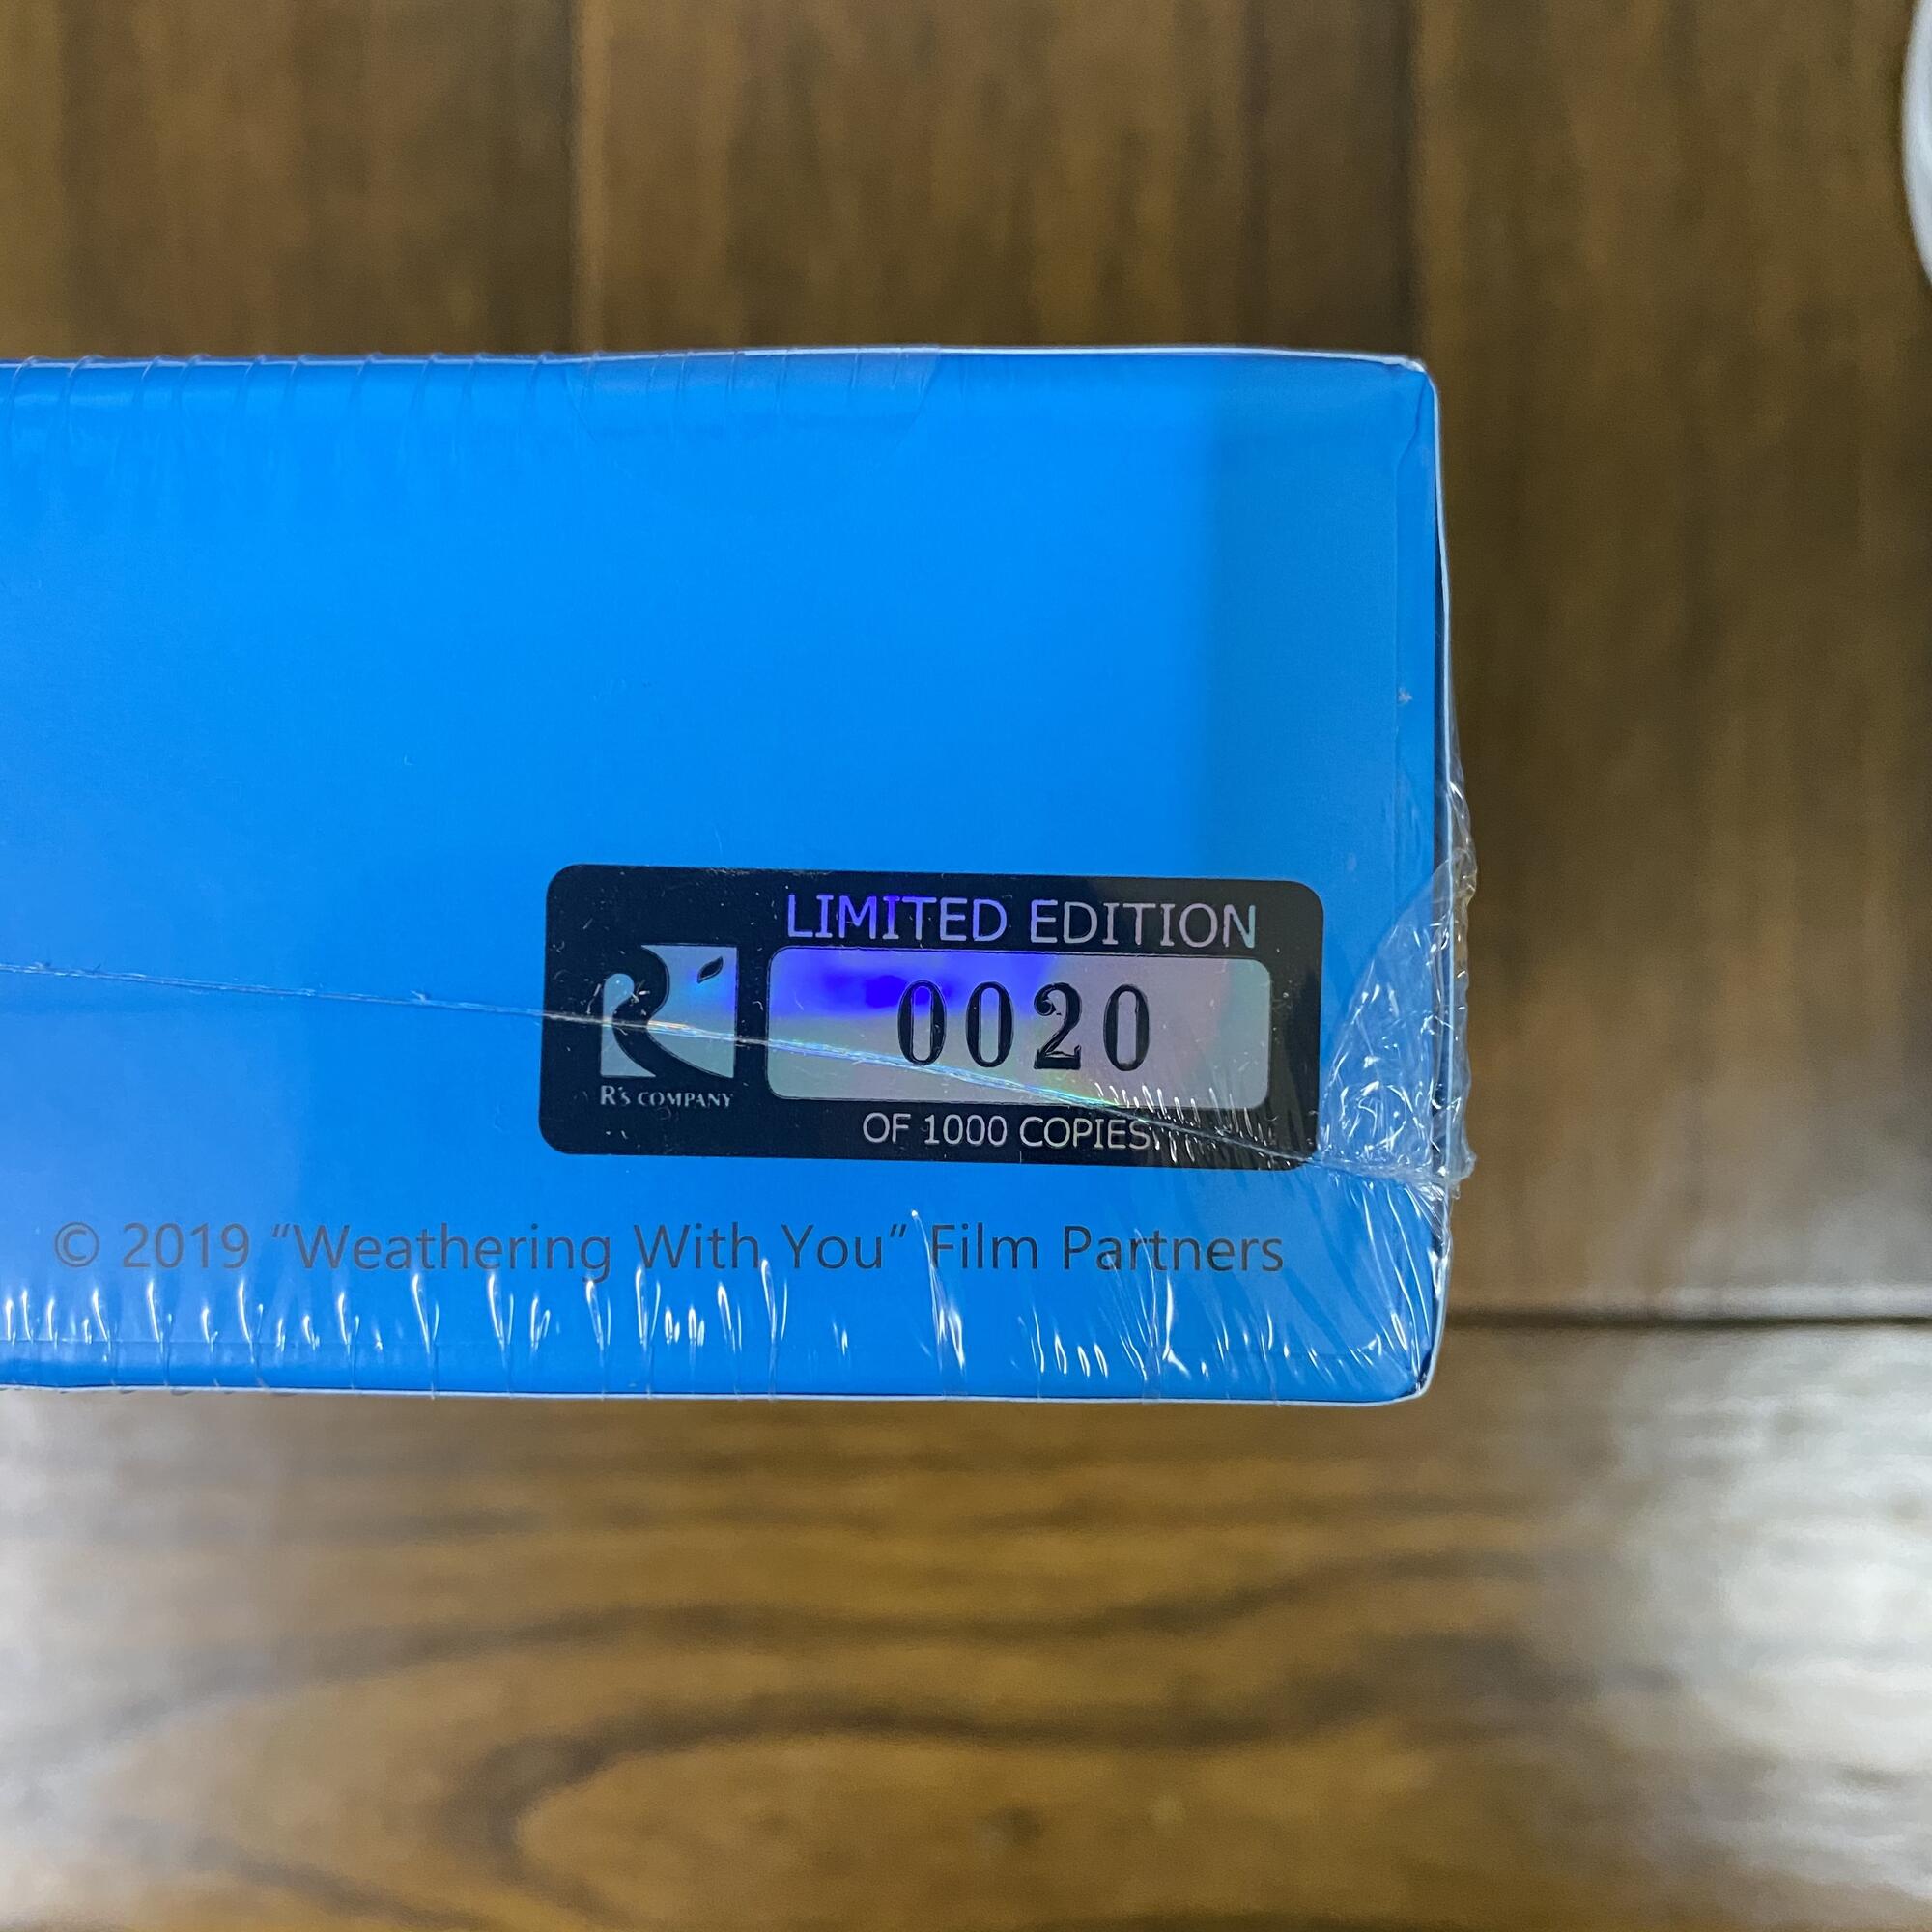 LIMITED EDITION
0020
R's COMPANY
OF 1000 COPIES.
© 2019 “Weathering With You” Film Partners